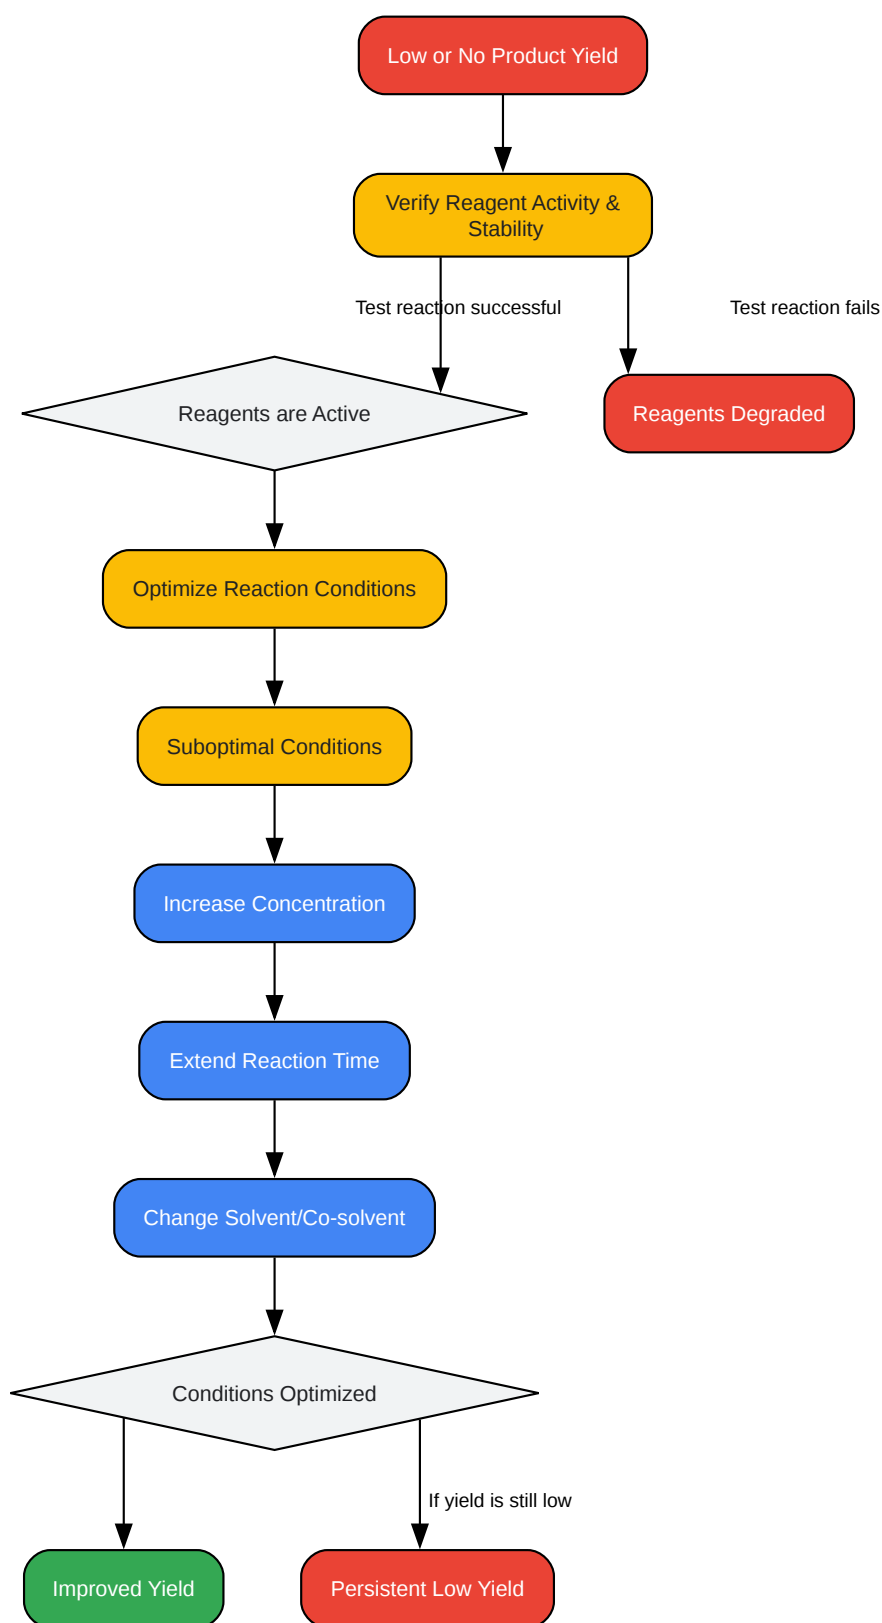 Low or No Product Yield
Verify Reagent Activity &
Stability
Test reaction successful
Test reaction fails
Reagents are Active
Reagents Degraded
Optimize Reaction Conditions
Suboptimal Conditions
Increase Concentration
Extend Reaction Time
Change Solvent/Co-solvent
Conditions Optimized
If yield is still low
Improved Yield
Persistent Low Yield